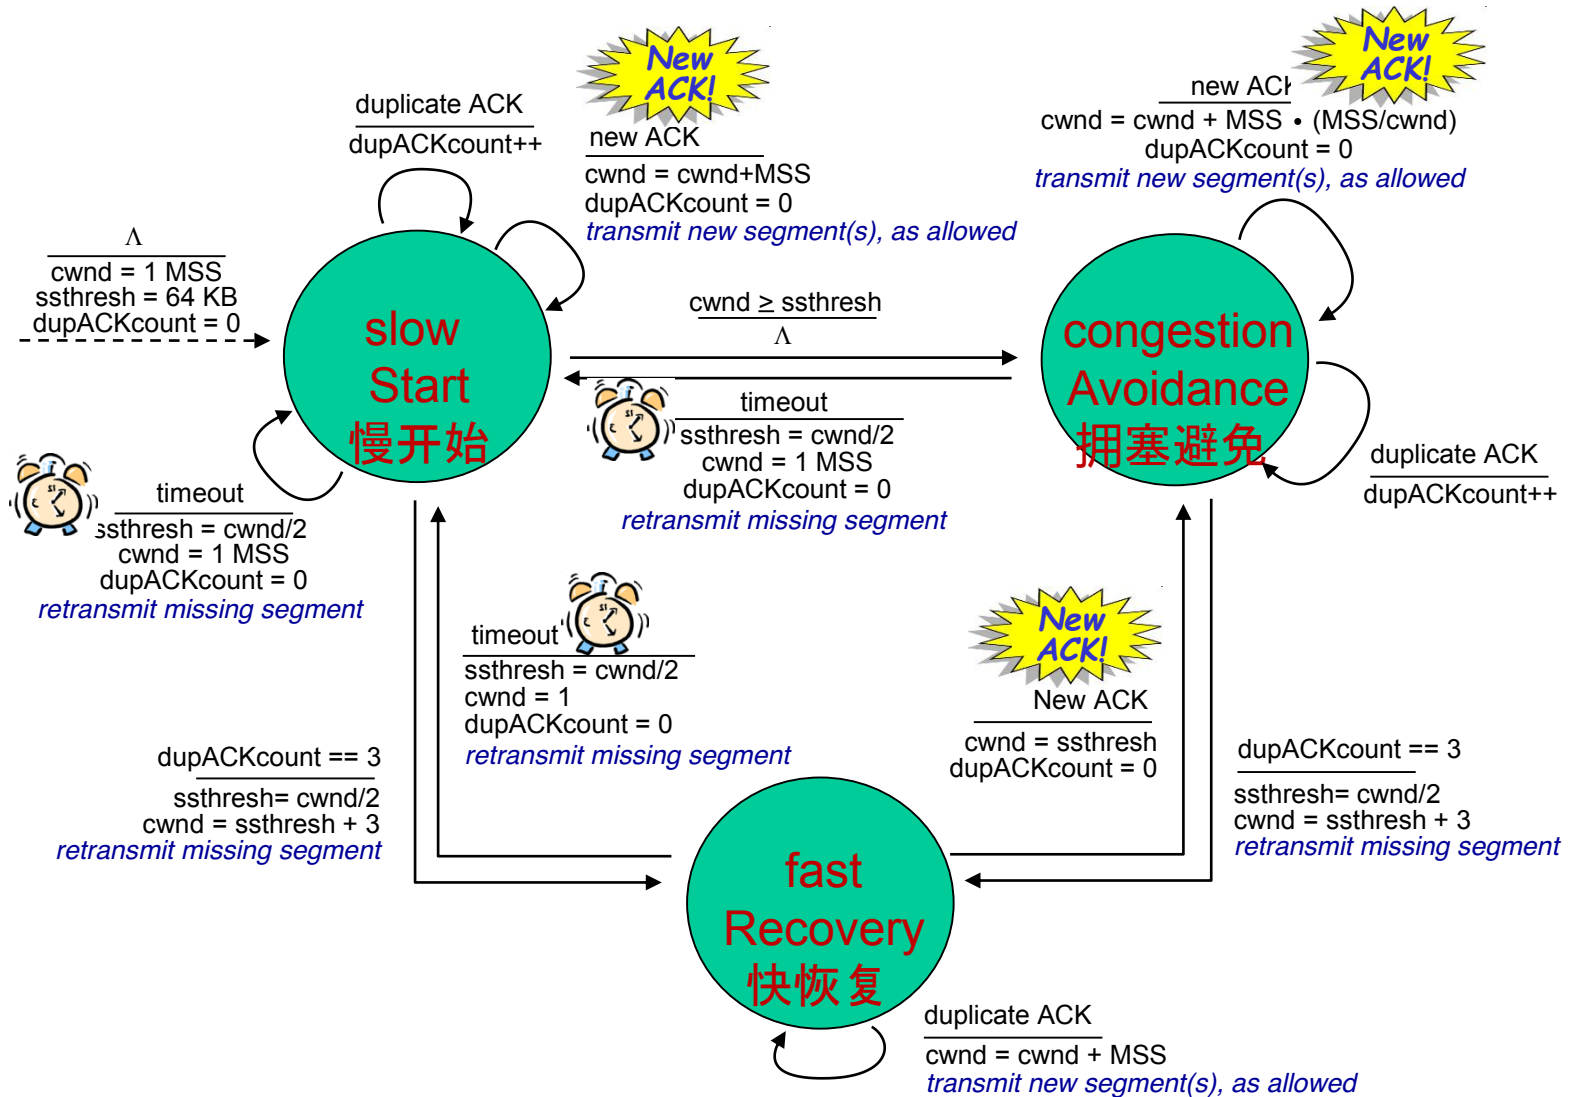 New
ACK!
duplicate ACK
dupACKcount++
new ACK
cwnd = cwnd+MSS
dupACKcount = 0
transmit new segment(s), as allowed
New
ACK!
new ACK
cwnd = cwnd + MSS • (MSS/cwnd)
dupACKcount = 0
transmit new segment(s), as allowed
Λ
cwnd = 1 MSS
ssthresh = 64 KB
dupACKcount = 0
slow
Start
慢开始
cwnd ≥ ssthresh
Λ
timeout
ssthresh = cwnd/2
cwnd = 1 MSS
dupACKcount = 0
retransmit missing segment
congestion
Avoidance
拥塞避免
duplicate ACK
dupACKcount++
timeout
ssthresh = cwnd/2
cwnd = 1 MSS
dupACKcount = 0
retransmit missing segment
timeout
ssthresh = cwnd/2
cwnd = 1
dupACKcount = 0
retransmit missing segment
New
ACK!
New ACK
cwnd = ssthresh
dupACKcount = 0
dupACKcount == 3
ssthresh= cwnd/2
cwnd = ssthresh + 3
retransmit missing segment
dupACKcount == 3
ssthresh= cwnd/2
cwnd = ssthresh + 3
retransmit missing segment
fast
Recovery
快恢复
duplicate ACK
cwnd = cwnd + MSS
transmit new segment(s), as allowed